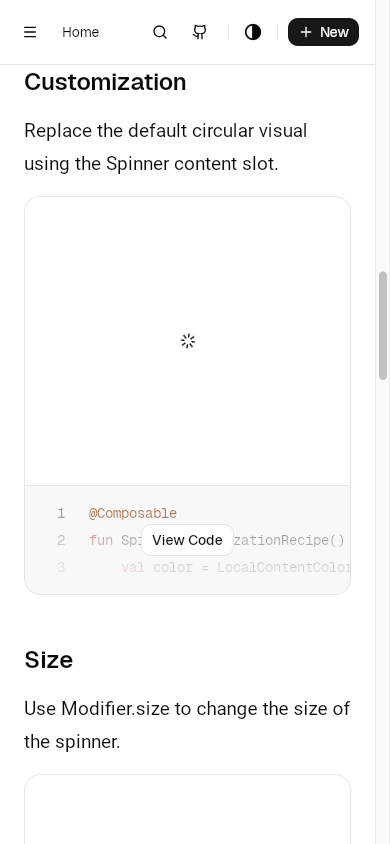 Home
New
Customization
Replace the default circular visual
using the Spinner content slot.
1 @Composable
2 fun Spi zationRecipe()
View Code
3 val color = LocalContentColor
Size
Use Modifier.size to change the size of
the spinner.